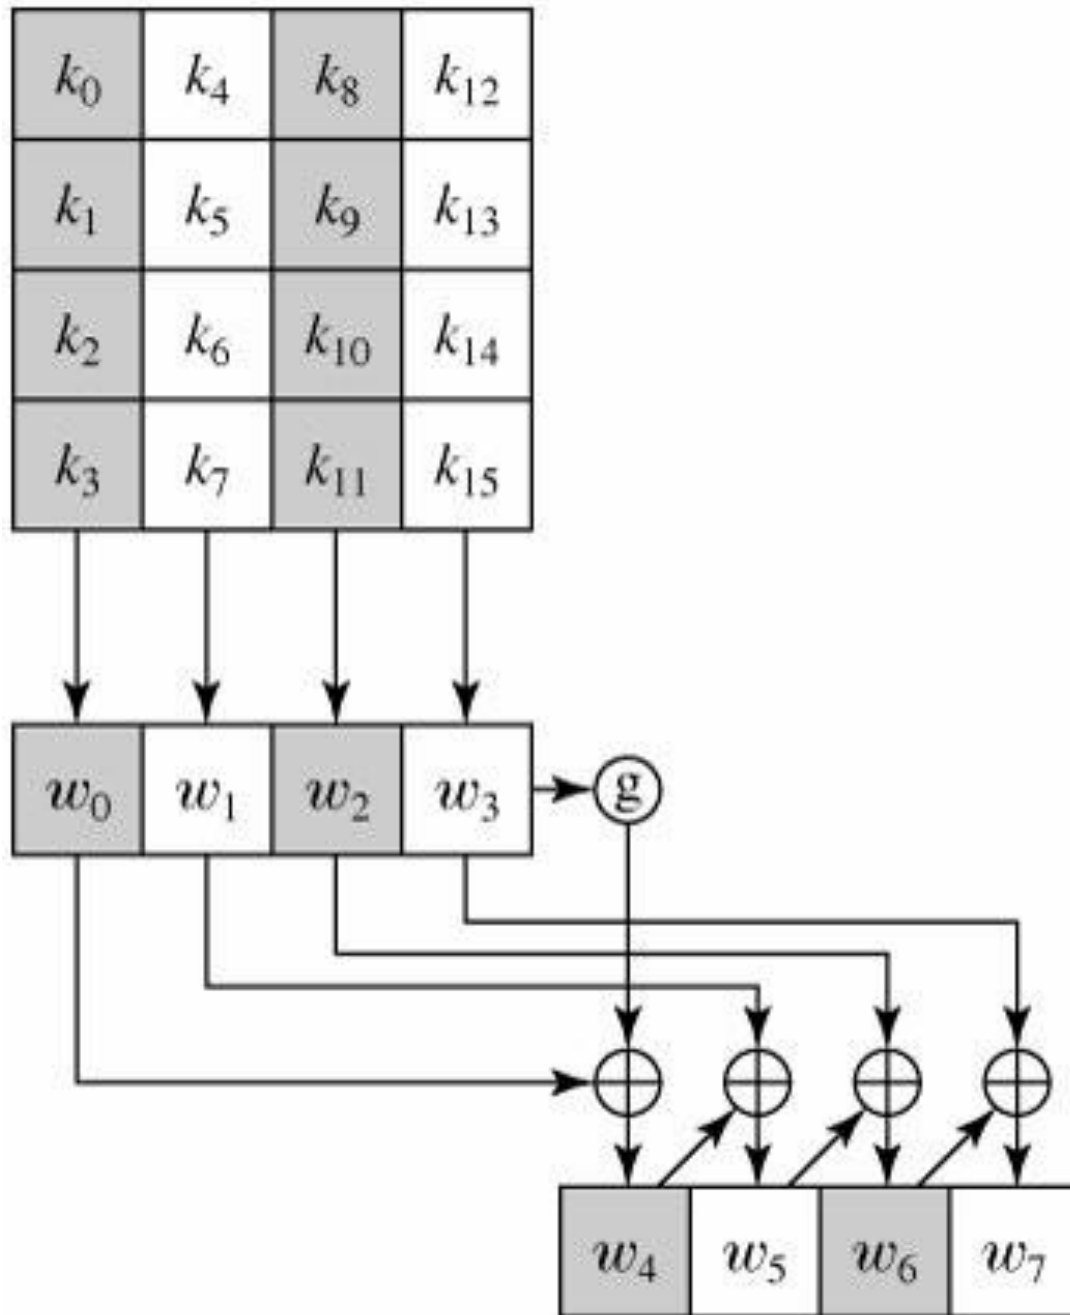 k₀ k₄ k₈ k₁₂
k₁ k₅ k₉ k₁₃
k₂ k₆ k₁₀ k₁₄
k₃ k₇ k₁₁ k₁₅
w₀ w₁ w₂ w₃ g
w₄ w₅ w₆ w₇